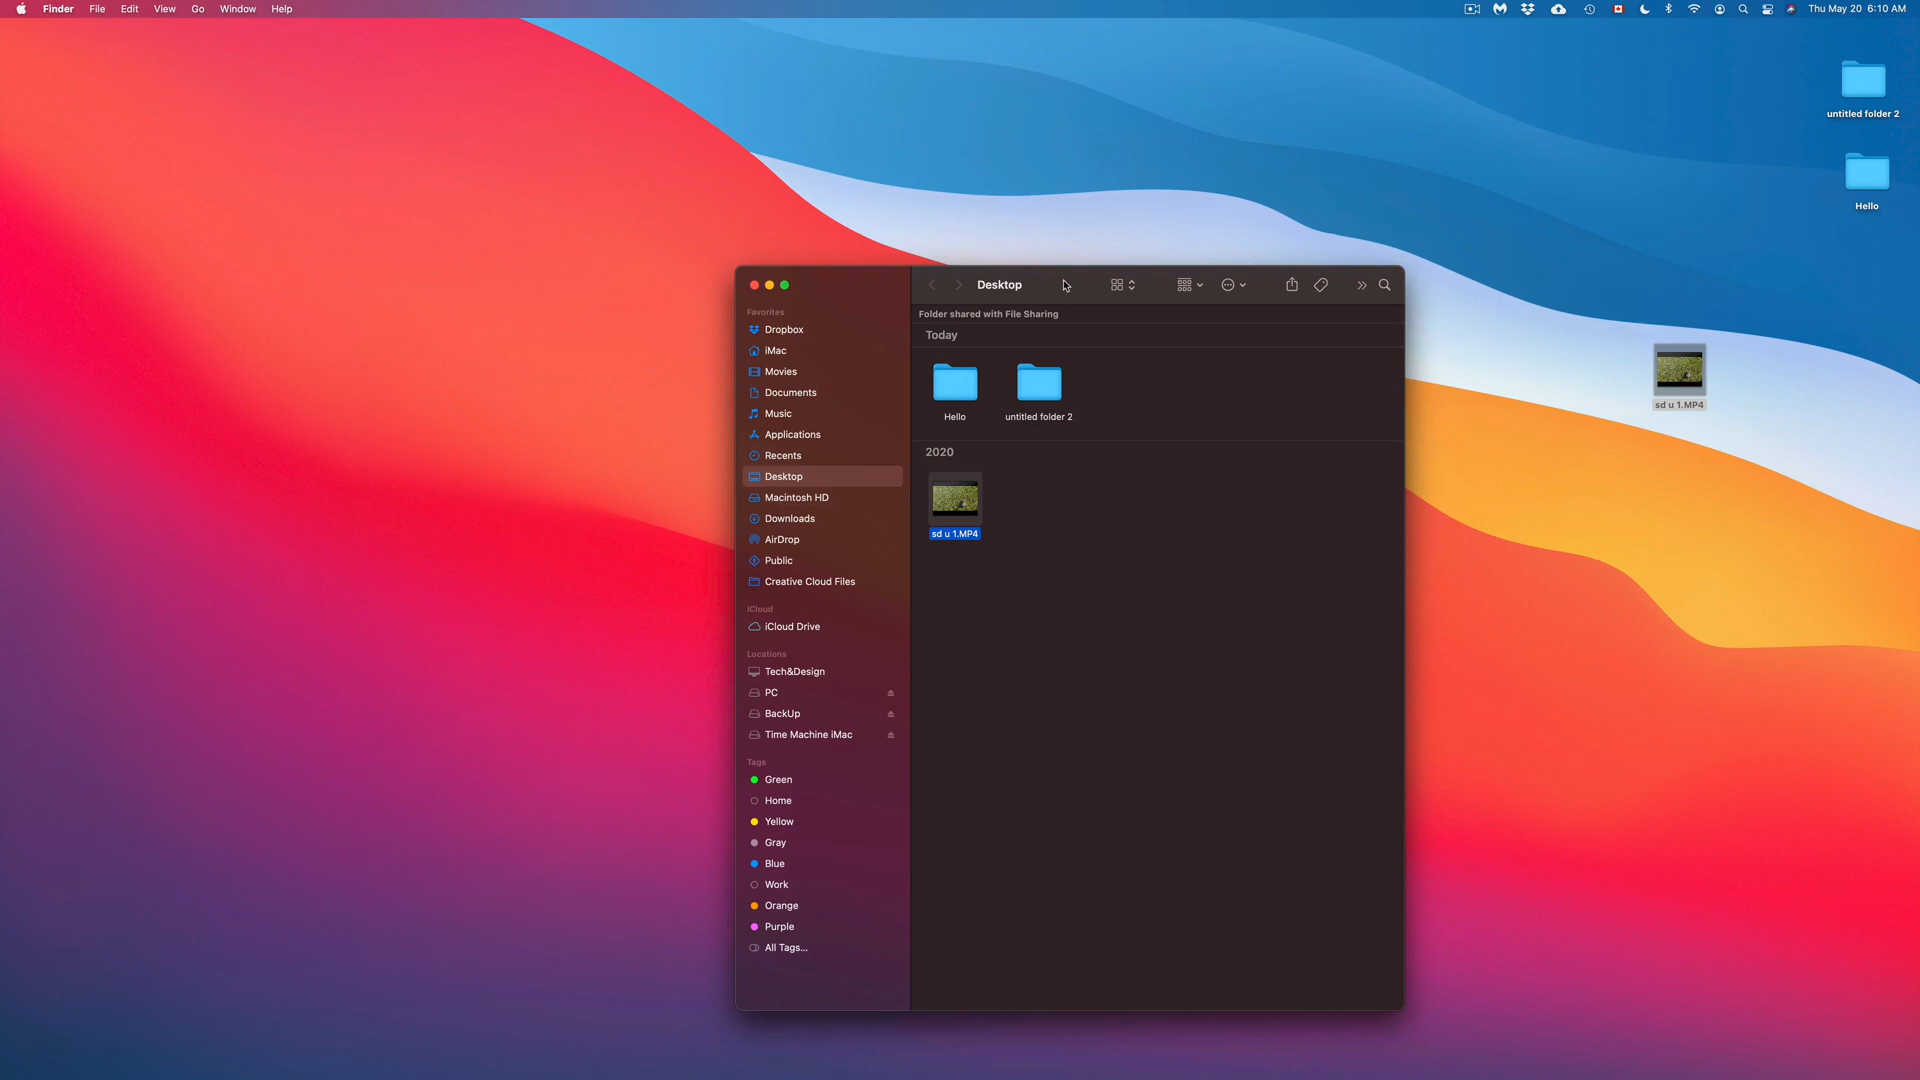 Finder File Edit View Go Window Help
Thu May 20 6:10 AM
untitled folder 2
Hello
sd u 1.MP4
Desktop
Folder shared with File Sharing
Today
Hello
untitled folder 2
2020
sd u 1.MP4
Favorites
Dropbox
iMac
Movies
Documents
Music
Applications
Recents
Desktop
Macintosh HD
Downloads
AirDrop
Public
Creative Cloud Files
iCloud
iCloud Drive
Locations
Tech&Design
PC
BackUp
Time Machine iMac
Tags
Green
Home
Yellow
Gray
Blue
Work
Orange
Purple
All Tags...